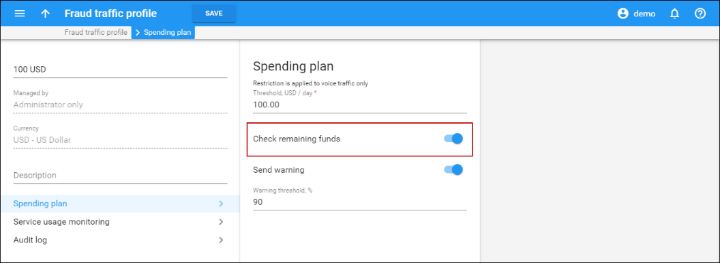 Fraud traffic profile
SAVE
demo
Fraud traffic profile
Spending plan
100 USD
Managed by
Administrator only
Currency
USD - US Dollar
Description
Spending plan
Service usage monitoring
Audit log
Spending plan
Restriction is applied to voice traffic only
Threshold, USD / day *
100.00
Check remaining funds
Send warning
Warning threshold, %
90